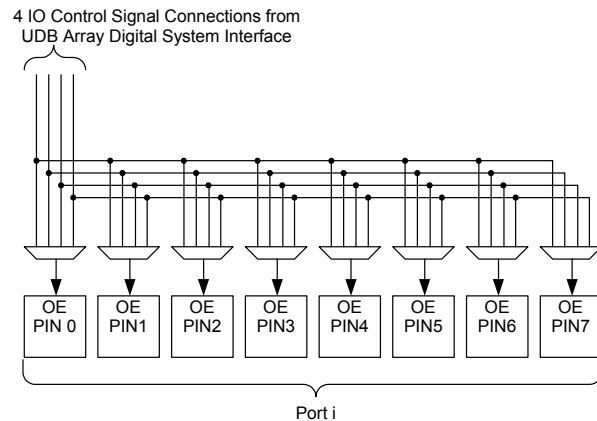 4 IO Control Signal Connections from
UDB Array Digital System Interface
OE OE OE OE OE OE OE OE
PIN 0 PIN1 PIN2 PIN3 PIN4 PIN5 PIN6 PIN7
Port i